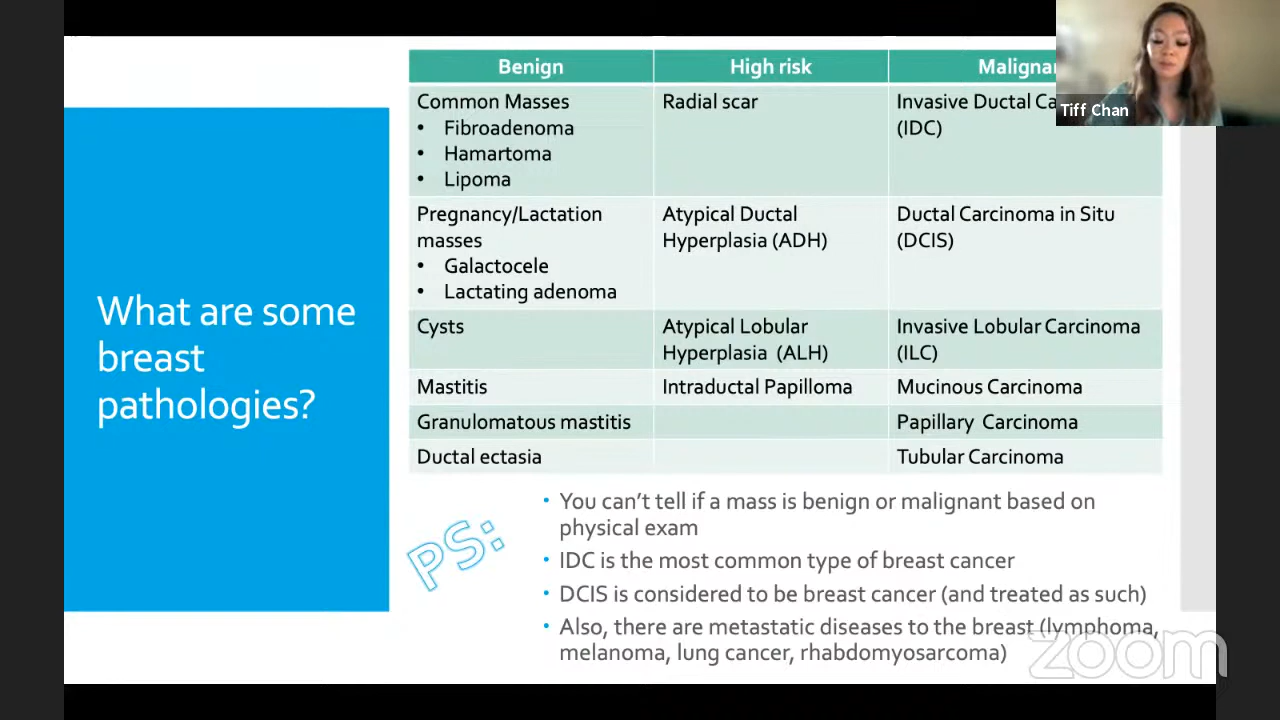 Benign
High risk
Common Masses
• Fibroadenoma
• Hamartoma
• Lipoma
Radial scar
Invasive Ductal
(IDC)
Pregnancy/Lactation
masses
• Galactocele
• Lactating adenoma
Atypical Ductal
Hyperplasia (ADH)
Ductal Carcinoma in Situ
(DCIS)
Cysts
Atypical Lobular
Hyperplasia (ALH)
Invasive Lobular Carcinoma
(ILC)
Mastitis
Intraductal Papilloma
Mucinous Carcinoma
Granulomatous mastitis
Papillary Carcinoma
Ductal ectasia
Tubular Carcinoma
What are some
breast
pathologies?
PS:
• You can't tell if a mass is benign or malignant based on
physical exam
• IDC is the most common type of breast cancer
• DCIS is considered to be breast cancer (and treated as such)
• Also, there are metastatic diseases to the breast (lymphoma,
melanoma, lung cancer, rhabdomyosarcoma)
Tiff Chan
zoom